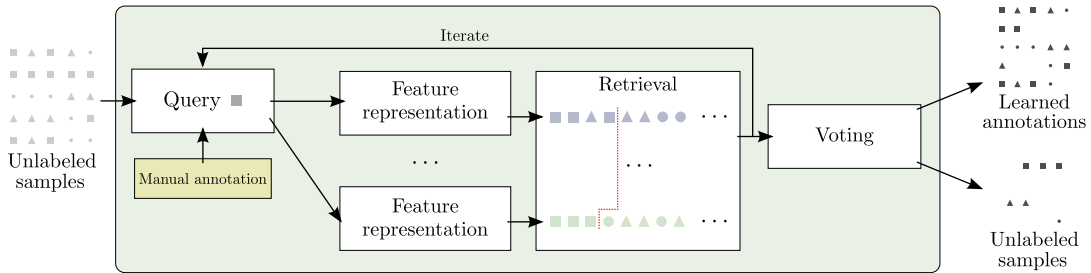 Iterate
Unlabeled
samples
Query
Manual annotation
Feature
representation
. . .
Feature
representation
Retrieval
. . .
. . .
. . .
Voting
Learned
annotations
Unlabeled
samples